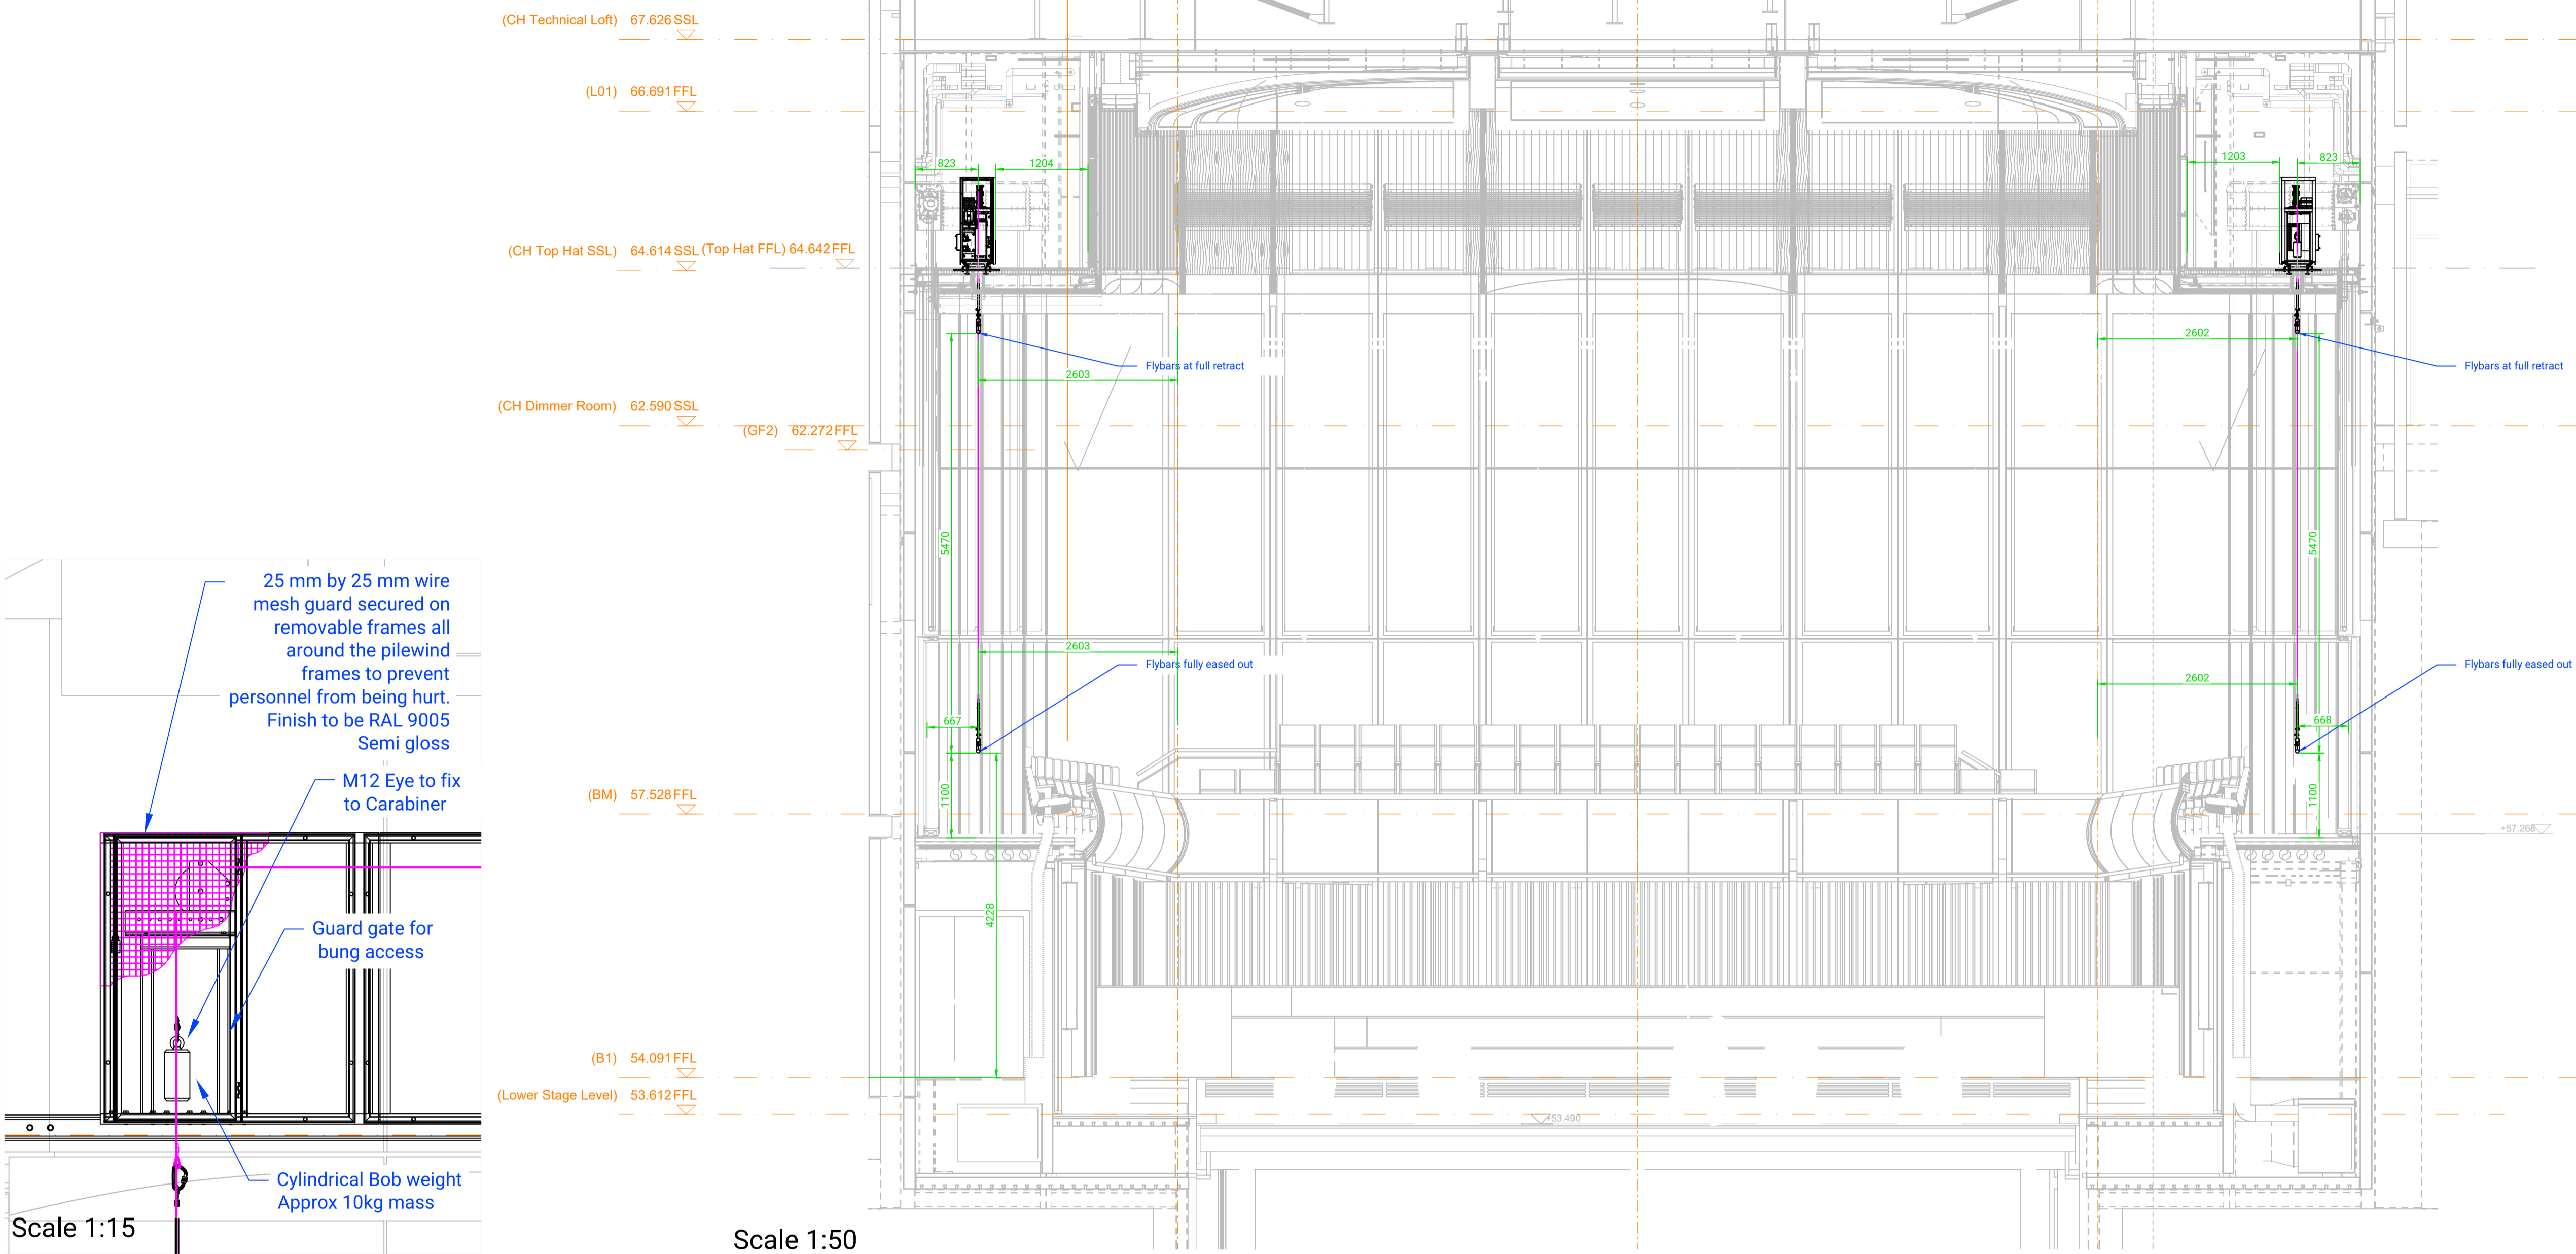 (CH Technical Loft) 67.626 SSL
(L01) 66.691 FFL
823
1204
1203
823
(CH Top Hat SSL) 64.614 SSL (Top Hat FFL) 64.642 FFL
2602
Flybars at full retract
Flybars at full retract
2603
(CH Dimmer Room) 62.590 SSL
(GF2) 62.272 FFL
5470
5470
25 mm by 25 mm wire
mesh guard secured on
removable frames all
around the pilewind
frames to prevent
personnel from being hurt.
Finish to be RAL 9005
Semi gloss
2603
Flybars fully eased out
Flybars fully eased out
2602
667
668
M12 Eye to fix
to Carabiner
(BM) 57.528 FFL
1100
1100
+57.268
Guard gate for
bung access
4228
(B1) 54.091 FFL
(Lower Stage Level) 53.612 FFL
+53.490
Cylindrical Bob weight
Approx 10kg mass
Scale 1:15
Scale 1:50